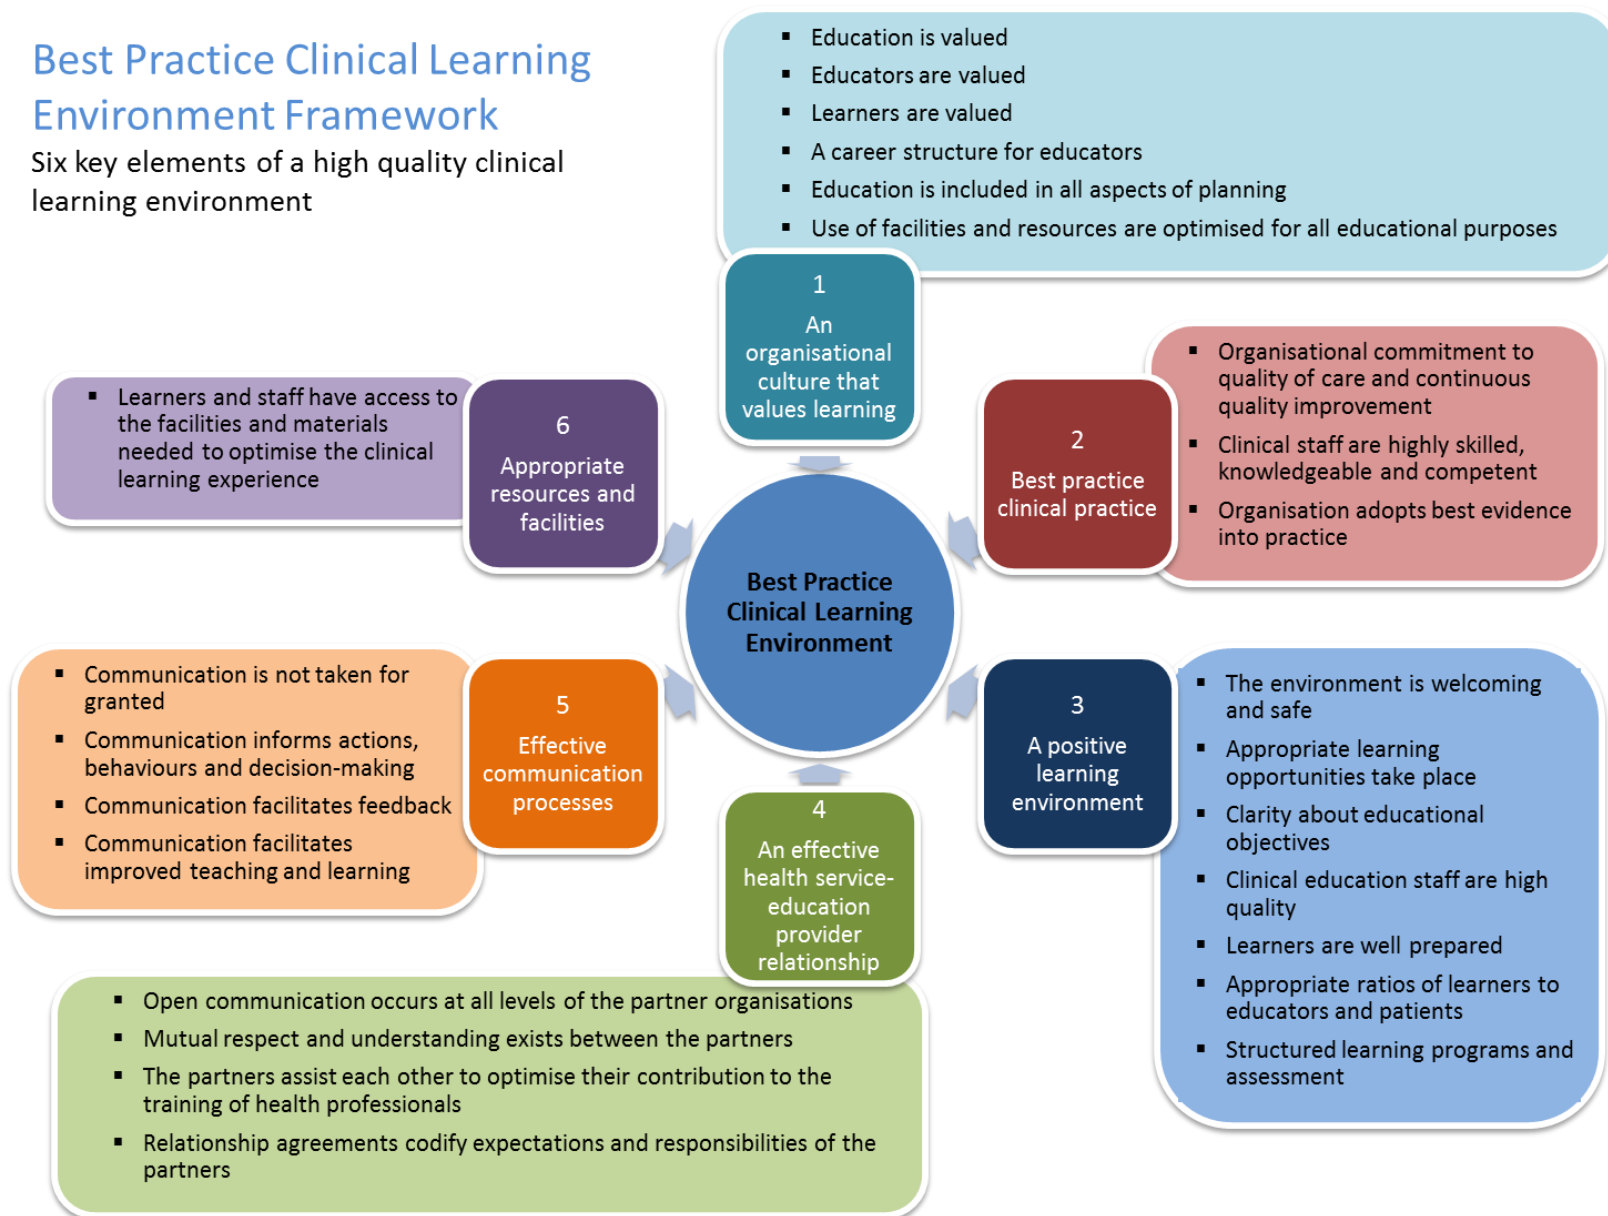 Best Practice Clinical Learning
Environment Framework
Six key elements of a high quality clinical
learning environment
▪ Education is valued
▪ Educators are valued
▪ Learners are valued
▪ A career structure for educators
▪ Education is included in all aspects of planning
▪ Use of facilities and resources are optimised for all educational purposes
1
An
organisational
culture that
values learning
2
Best practice
clinical practice
▪ Organisational commitment to
quality of care and continuous
quality improvement
▪ Clinical staff are highly skilled,
knowledgeable and competent
▪ Organisation adopts best evidence
into practice
▪ Learners and staff have access to
the facilities and materials
needed to optimise the clinical
learning experience
6
Appropriate
resources and
facilities
Best Practice
Clinical Learning
Environment
3
A positive
learning
environment
▪ The environment is welcoming
and safe
▪ Appropriate learning
opportunities take place
▪ Clarity about educational
objectives
▪ Clinical education staff are high
quality
▪ Learners are well prepared
▪ Appropriate ratios of learners to
educators and patients
▪ Structured learning programs and
assessment
▪ Communication is not taken for
granted
▪ Communication informs actions,
behaviours and decision-making
▪ Communication facilitates feedback
▪ Communication facilitates
improved teaching and learning
5
Effective
communication
processes
4
An effective
health service-
education
provider
relationship
▪ Open communication occurs at all levels of the partner organisations
▪ Mutual respect and understanding exists between the partners
▪ The partners assist each other to optimise their contribution to the
training of health professionals
▪ Relationship agreements codify expectations and responsibilities of the
partners